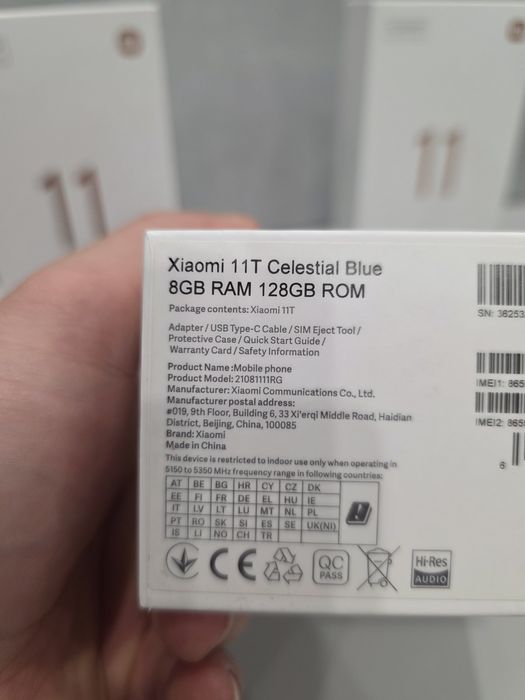 11
11
Xiaomi 11T Celestial Blue
8GB RAM 128GB ROM
Package contents: Xiaomi 11T
Adapter / USB Type-C Cable / SIM Eject Tool /
Protective Case / Quick Start Guide /
Warranty Card / Safety Information
Product Name :Mobile phone
Product Model: 21081111RG
Manufacturer: Xiaomi Communications Co., Ltd.
Manufacturer postal address:
#019, 9th Floor, Building 6, 33 Xi'erqi Middle Road, Haidian
District, Beijing, China, 100085
Brand: Xiaomi
Made in China
This device is restricted to indoor use only when operating in
5150 to 5350 MHz frequency range in following countries:
AT BE BG HR CY CZ DK
EE FI FR DE EL HU IE
IT LV LT LU MT NL PL
PT RO SK SI ES SE UK(NI)
IS LI NO CH TR
CE
QC
PASS
Hi-Res
AUDIO
SN: 36253
IMEI1: 865
IMEI2: 865
6